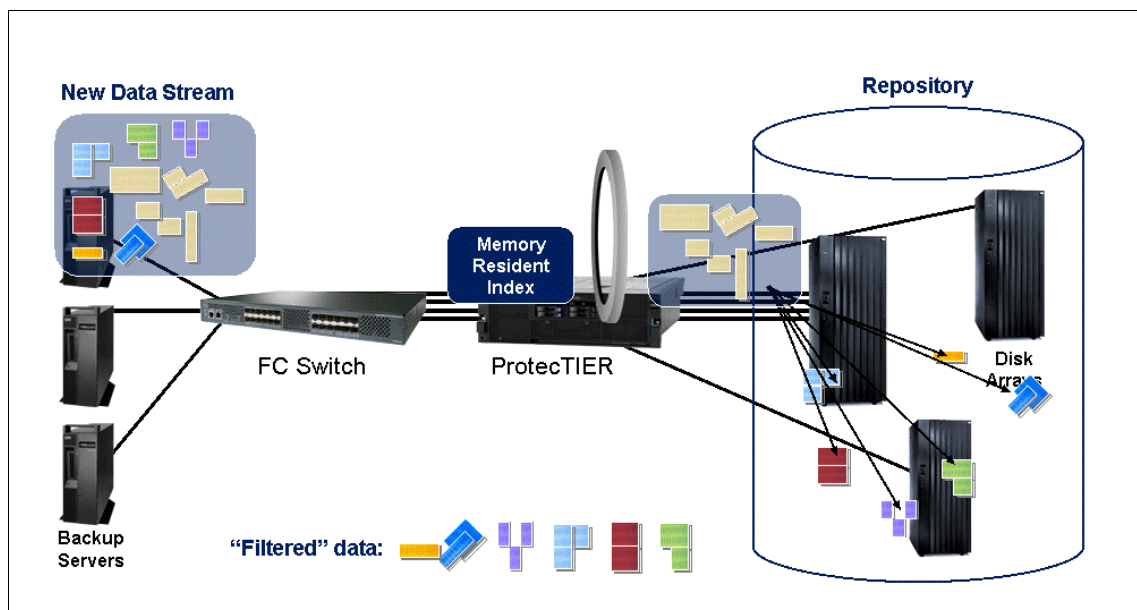 New Data Stream
Repository
Memory
Resident
Index
FC Switch
ProtecTIER
Disk
Arrays
Backup
Servers
“Filtered” data: